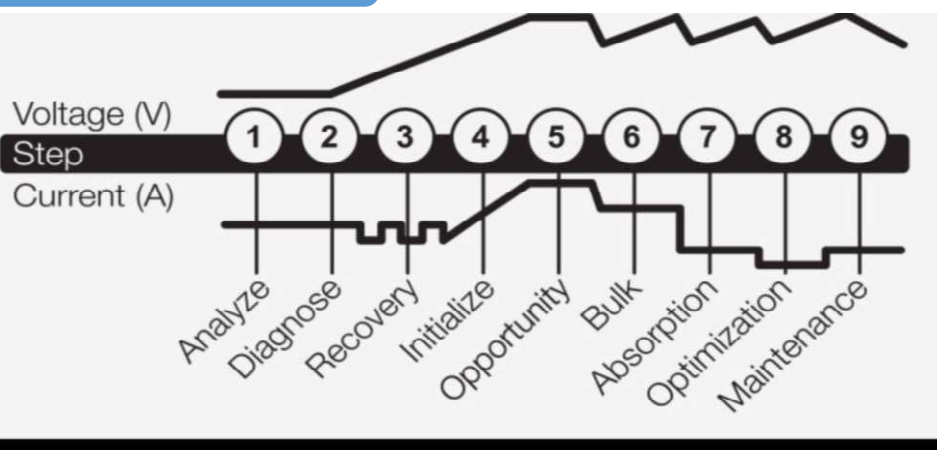 Voltage (V)
1 2 3 4 5 6 7 8 9
Step
Current (A)
Analyze
Diagnose
Recovery
Initialize
Opportunity
Bulk
Absorption
Optimization
Maintenance